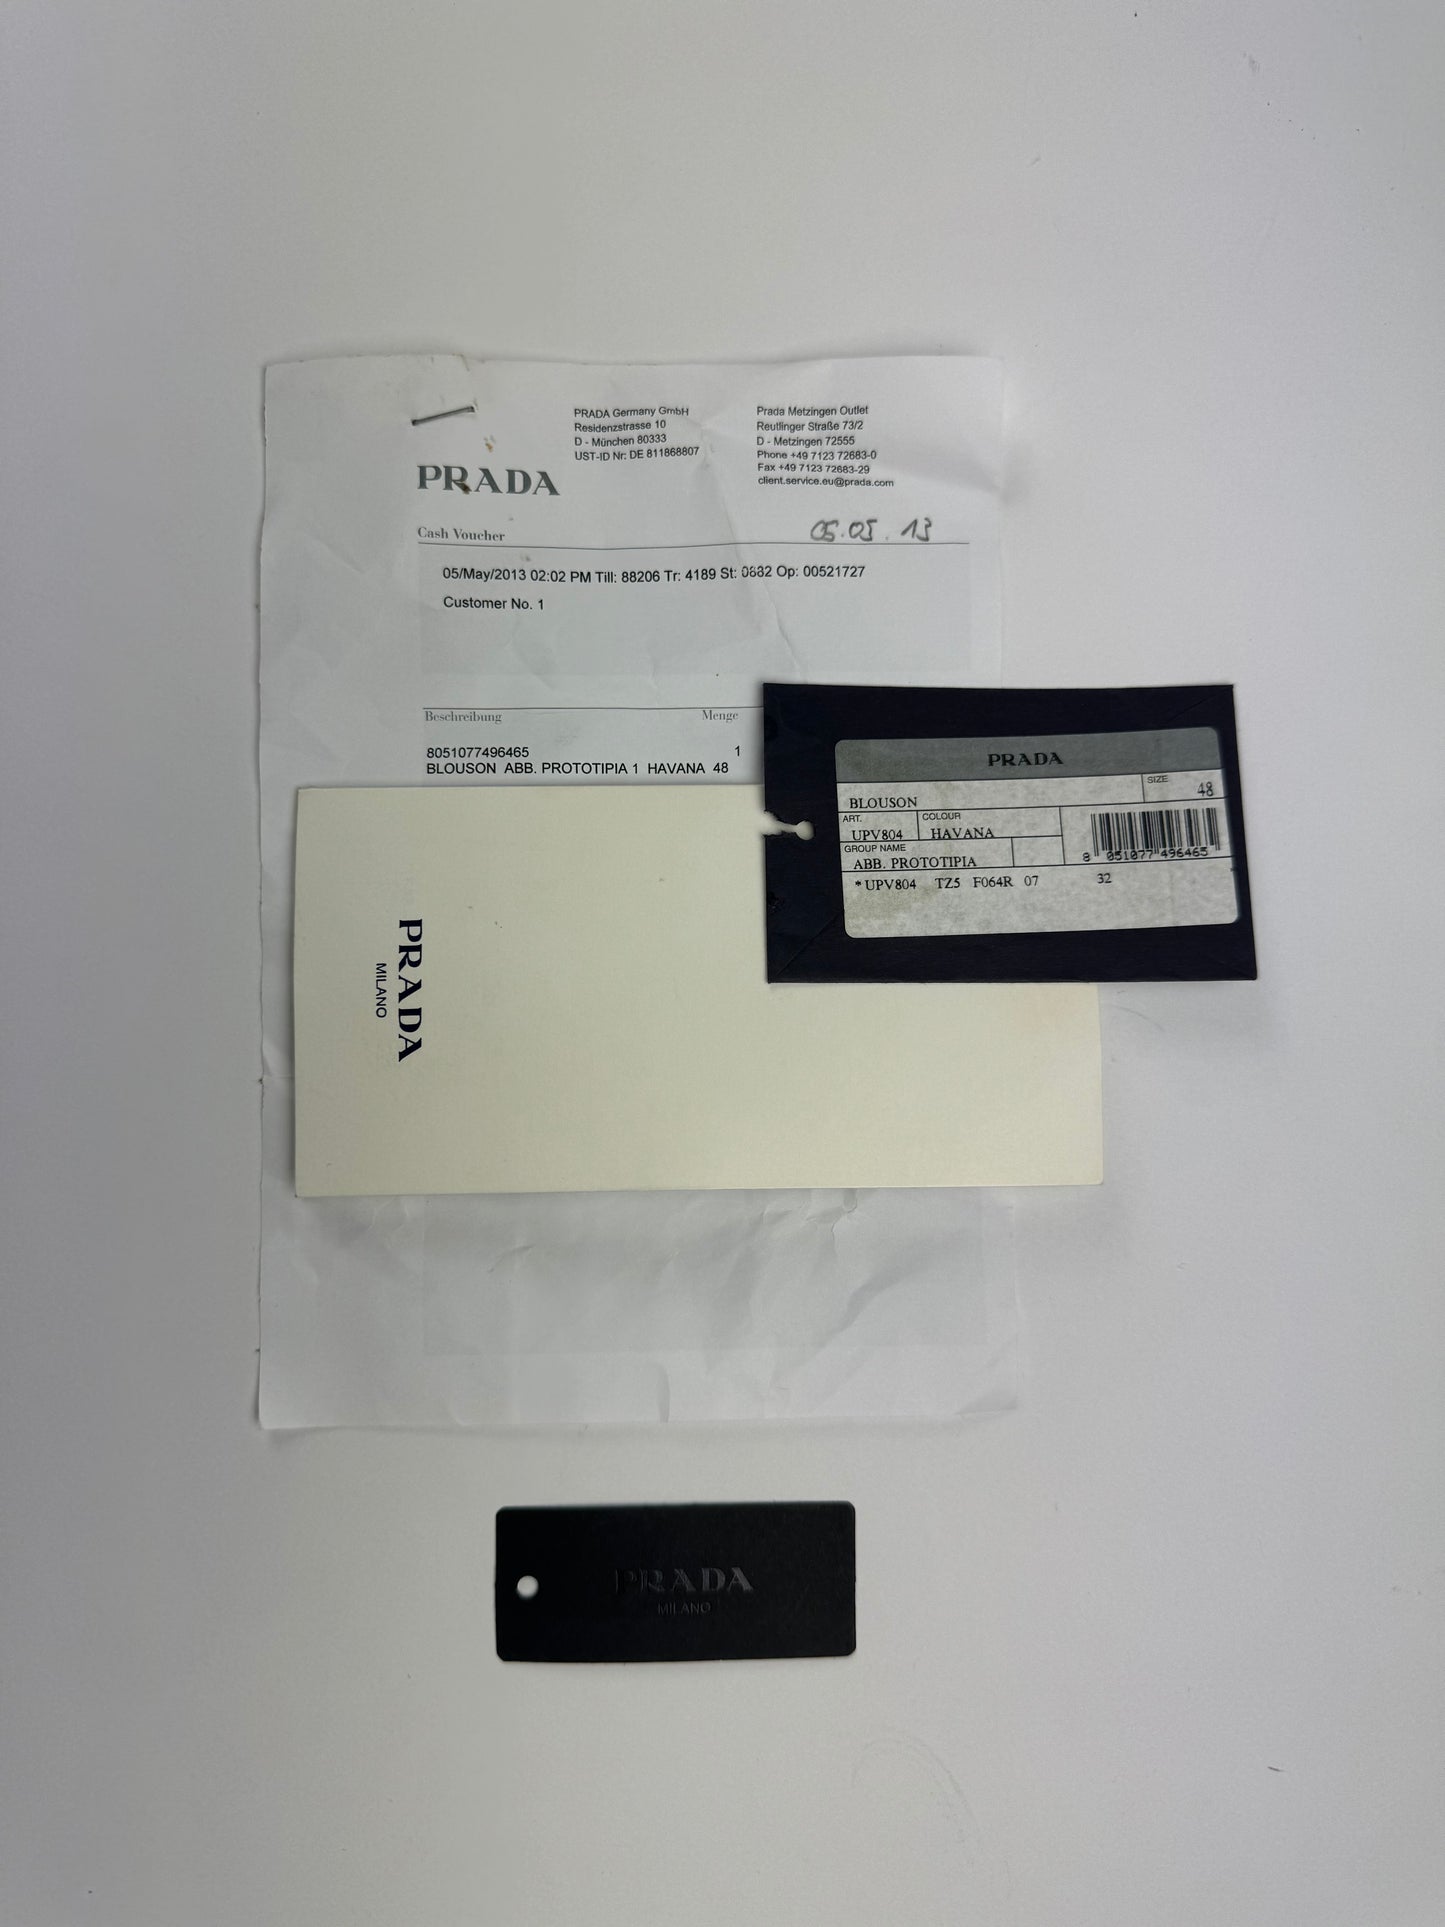 PRADA Germany GmbH
Residenzstrasse 10
D - München 80333
UST-ID Nr: DE 811868807
Prada Metzingen Outlet
Reutlinger Straße 73/2
D - Metzingen 72555
Phone +49 7123 72683-0
Fax +49 7123 72683-29
client.service.eu@prada.com
PRADA
Cash Voucher
05.05.13
05/May/2013 02:02 PM Till: 88206 Tr: 4189 St: 0882 Op: 00521727
Customer No. 1
Beschreibung Menge
8051077496465 1
BLOUSON ABB. PROTOTIPIA 1 HAVANA 48
PRADA
SIZE
BLOUSON 48
ART. COLOUR
UPV804 HAVANA
GROUP NAME
ABB. PROTOTIPIA
8 051077 496465
*UPV804 TZ5 F064R 07 32
PRADA
MILANO
PRADA
MILANO